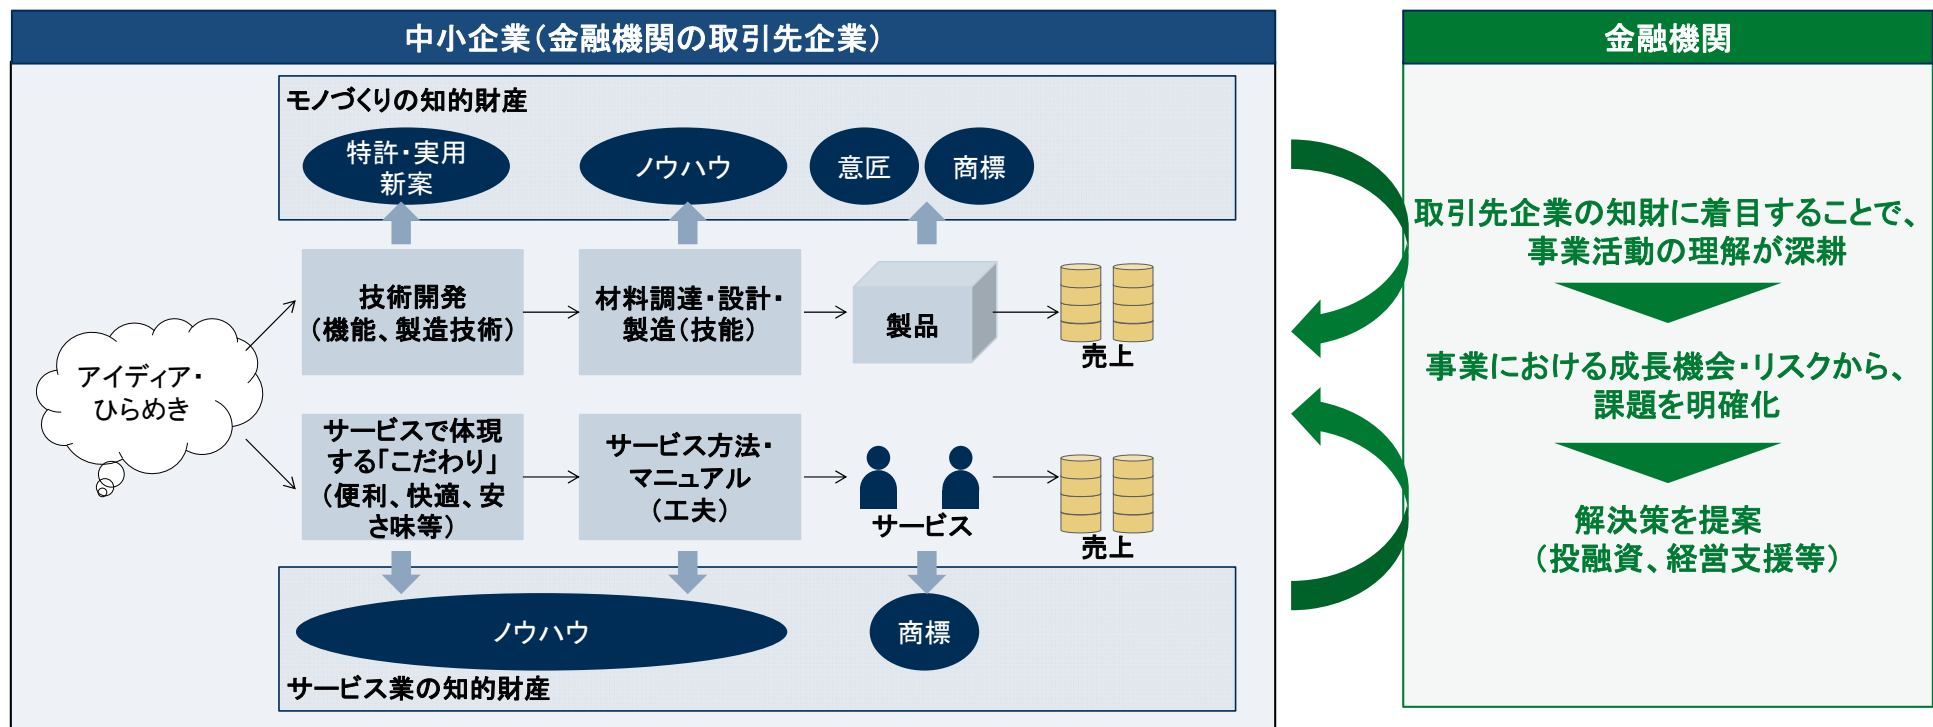 中小企業（金融機関の取引先企業）
モノづくりの知的財産
特許・実用
新案
ノウハウ
意匠
商標
アイディア・
ひらめき
技術開発
（機能、製造技術）
材料調達・設計・
製造（技能）
製品
売上
サービスで体現
する「こだわり」
（便利、快適、安
さ味等）
サービス方法・
マニュアル
（工夫）
サービス
売上
ノウハウ
商標
サービス業の知的財産
金融機関
取引先企業の知財に着目することで、
事業活動の理解が深耕
事業における成長機会・リスクから、
課題を明確化
解決策を提案
（投融資、経営支援等）